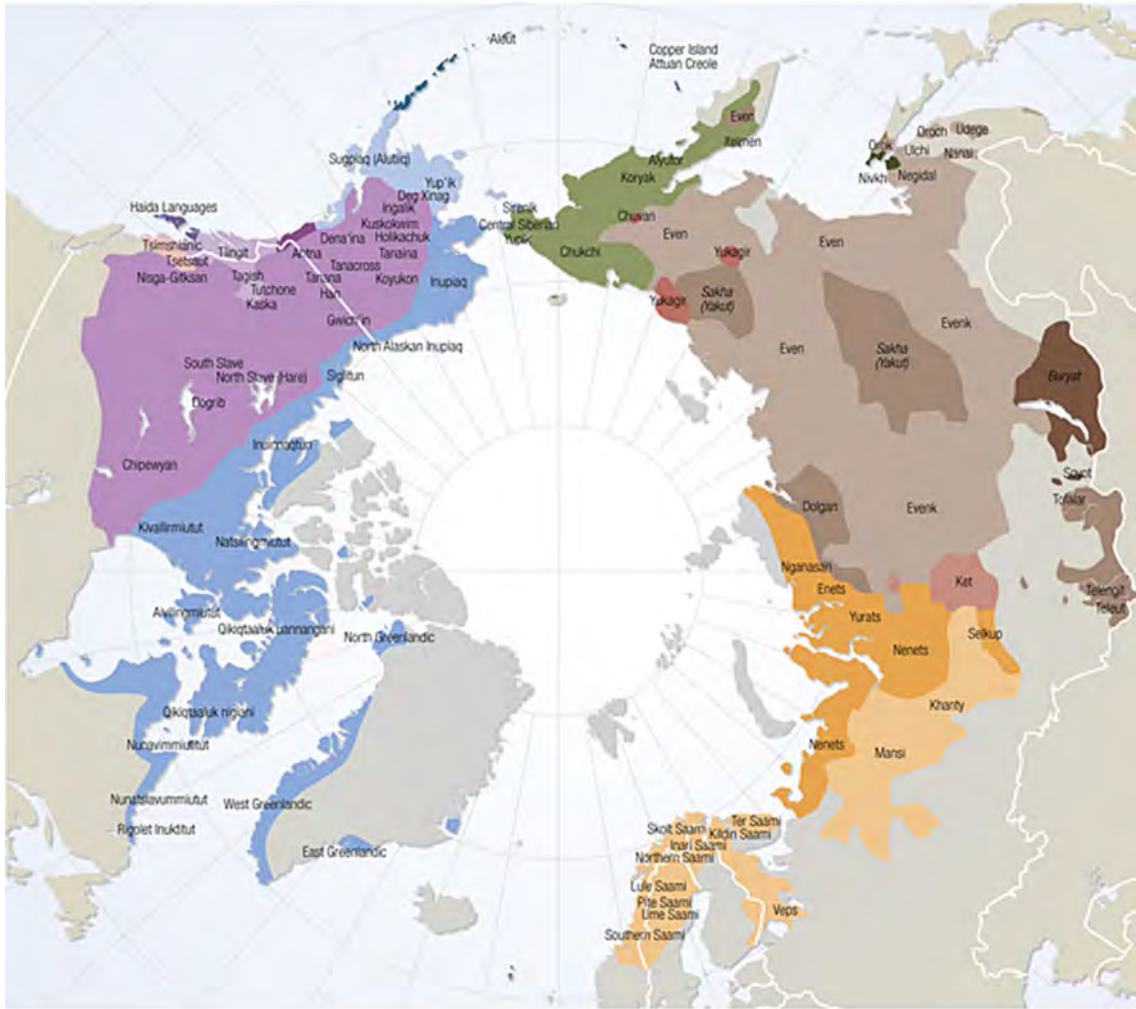 Aleut
Copper Island
Attuan Creole
Even
Itelmen
Alyutor
Koryak
Oroch
Udege
Orok
Ulchi
Nanai
Nivkh
Negidal
Sugpiaq (Alutiiq)
Yup'ik
Deg Xinag
Ingalik
Kuskokwim
Holikachuk
Dena'ina
Ahtna
Tanaina
Tanacross
Tanana
Koyukon
Han
Gwich'in
Inupiaq
Haida Languages
Tsimshianic
Tsetsaut
Nisga-Gitksan
Tlingit
Tagish
Tutchone
Kaska
Sirenik
Central Siberian
Yupik
Chukchi
Chuvan
Even
Yukagir
Even
Yukagir
Sakha
(Yakut)
Even
Sakha
(Yakut)
Evenk
Buryat
North Alaskan Inupiaq
Siglitun
South Slave
North Slave (Hare)
Dogrib
Chipewyan
Inuinnaqtun
Kivallirmiutut
Natsilingmiutut
Soyot
Tofalar
Dolgan
Evenk
Nganasan
Enets
Ket
Telengit
Teleut
Yurats
Selkup
Nenets
Khanty
Aivilingmiutut
Qikiqtaaluk uannangani
North Greenlandic
Qikiqtaaluk nigiani
Nunavimmiutitut
Nenets
Mansi
Nunatsiavummiutut
Rigolet Inuktitut
West Greenlandic
East Greenlandic
Ter Saami
Skolt Saami
Kildin Saami
Inari Saami
Northern Saami
Lule Saami
Pite Saami
Ume Saami
Southern Saami
Veps